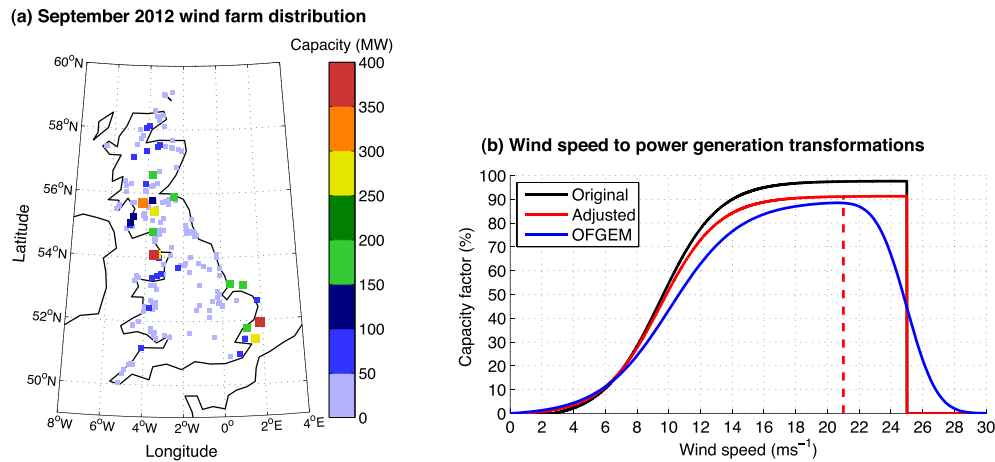 (a) September 2012 wind farm distribution
Capacity (MW)
60°N
58°N
56°N
54°N
52°N
50°N
8°W
6°W
4°W
2°W
0°E
2°E
4°E
Latitude
Longitude
400
350
300
250
200
150
100
50
0
(b) Wind speed to power generation transformations
100
90
80
70
60
50
40
30
20
10
0
Capacity factor (%)
Original
Adjusted
OFGEM
0 2 4 6 8 10 12 14 16 18 20 22 24 26 28 30
Wind speed (ms⁻¹)